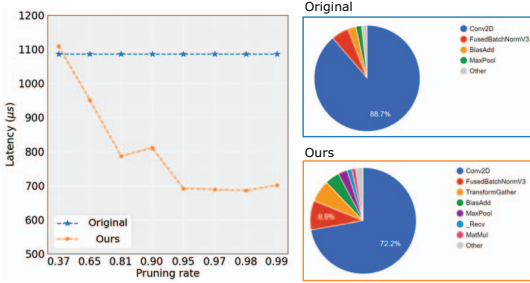 1200
1100
1000
900
800
700
600
500
Latency (μs)
Original
Ours
0.37 0.65 0.81 0.90 0.95 0.97 0.98 0.99
Pruning rate
Original
88.7%
Conv2D
FusedBatchNormV3
BiasAdd
MaxPool
Other
Ours
8.9%
72.2%
Conv2D
FusedBatchNormV3
TransformGather
BiasAdd
MaxPool
_Recv
MatMul
Other